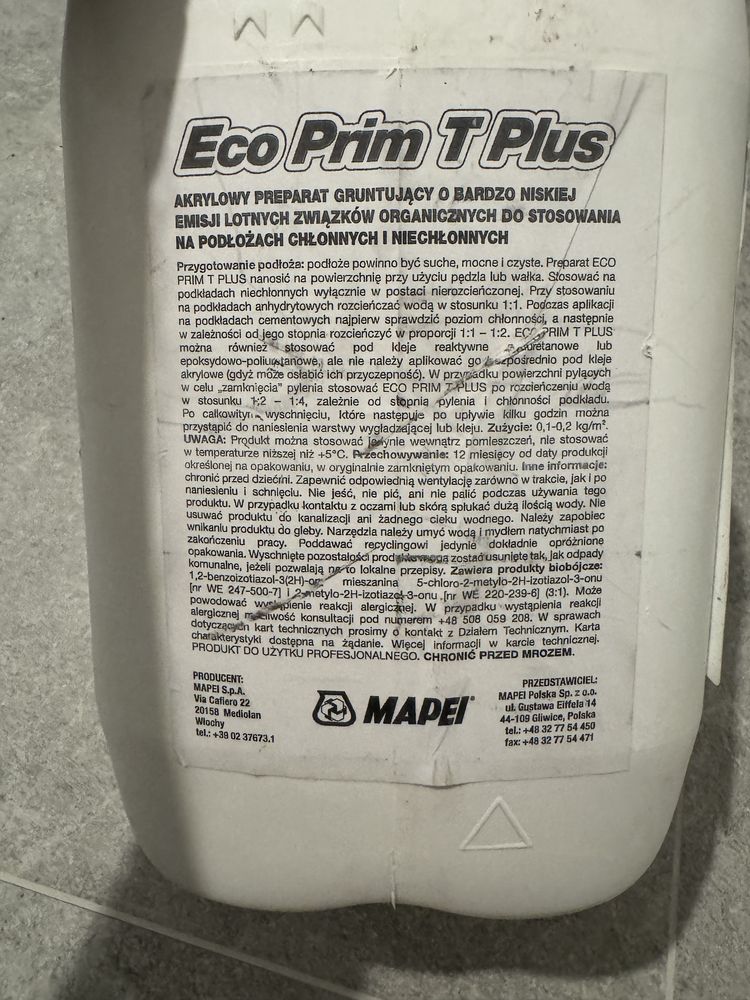 Eco Prim T Plus
AKRYLOWY PREPARAT GRUNTUJĄCY O BARDZO NISKIEJ
EMISJI LOTNYCH ZWIĄZKÓW ORGANICZNYCH DO STOSOWANIA
NA PODŁOŻACH CHŁONNYCH I NIECHŁONNYCH
Przygotowanie podłoża: podłoże powinno być suche, mocne i czyste. Preparat ECO
PRIM T PLUS nanosić na powierzchnię przy użyciu pędzla lub wałka. Stosować na
podkładach niechłonnych wyłącznie w postaci nierozcieńczonej. Przy stosowaniu
na podkładach anhydrytowych rozcieńczać wodą w stosunku 1:1. Podczas aplikacji
na podkładach cementowych najpierw sprawdzić poziom chłonności, a następnie
w zależności od jego stopnia rozcieńczyć w proporcji 1:1 – 1:2. ECO PRIM T PLUS
można również stosować pod kleje reaktywne poliuretanowe lub
epoksydowo-poliuretanowe, ale nie należy aplikować go bezpośrednio pod kleje
akrylowe (gdyż może osłabić ich przyczepność). W przypadku powierzchni pylących
w celu „zamknięcia” pylenia stosować ECO PRIM T PLUS po rozcieńczeniu wodą
w stosunku 1:2 – 1:4, zależnie od stopnia pylenia i chłonności podkładu.
Po całkowitym wyschnięciu, które następuje po upływie kilku godzin można
przystąpić do naniesienia warstwy wygładzającej lub kleju. Zużycie: 0,1-0,2 kg/m².
UWAGA: Produkt można stosować jedynie wewnątrz pomieszczeń, nie stosować
w temperaturze niższej niż +5°C. Przechowywanie: 12 miesięcy od daty produkcji
określonej na opakowaniu, w oryginalnie zamkniętym opakowaniu. Inne informacje:
chronić przed dziećmi. Zapewnić odpowiednią wentylację zarówno w trakcie, jak i po
naniesieniu i schnięciu. Nie jeść, nie pić, ani nie palić podczas używania tego
produktu. W przypadku kontaktu z oczami lub skórą spłukać dużą ilością wody. Nie
usuwać produktu do kanalizacji ani żadnego cieku wodnego. Należy zapobiec
wnikaniu produktu do gleby. Narzędzia należy umyć wodą i mydłem natychmiast po
zakończeniu pracy. Poddawać recyclingowi jedynie dokładnie opróżnione
opakowania. Wyschnięte pozostałości produktu mogą zostać usunięte tak, jak odpady
komunalne, jeżeli pozwalają na to lokalne przepisy. Zawiera produkty biobójcze:
1,2-benzoizotiazol-3(2H)-on; mieszanina 5-chloro-2-metylo-2H-izotiazol-3-onu
[nr WE 247-500-7] i 2-metylo-2H-izotiazol-3-onu [nr WE 220-239-6] (3:1). Może
powodować wystąpienie reakcji alergicznej. W przypadku wystąpienia reakcji
alergicznej możliwość konsultacji pod numerem +48 508 059 208. W sprawach
dotyczących kart technicznych prosimy o kontakt z Działem Technicznym. Karta
charakterystyki dostępna na żądanie. Więcej informacji w karcie technicznej.
PRODUKT DO UŻYTKU PROFESJONALNEGO. CHRONIĆ PRZED MROZEM.
PRODUCENT:
MAPEI S.p.A.
Via Cafiero 22
20158 Mediolan
Włochy
tel.: +39 02 37673.1
MAPEI®
PRZEDSTAWICIEL:
MAPEI Polska Sp. z o.o.
ul. Gustawa Eiffela 14
44-109 Gliwice, Polska
tel.: +48 32 77 54 450
fax: +48 32 77 54 471